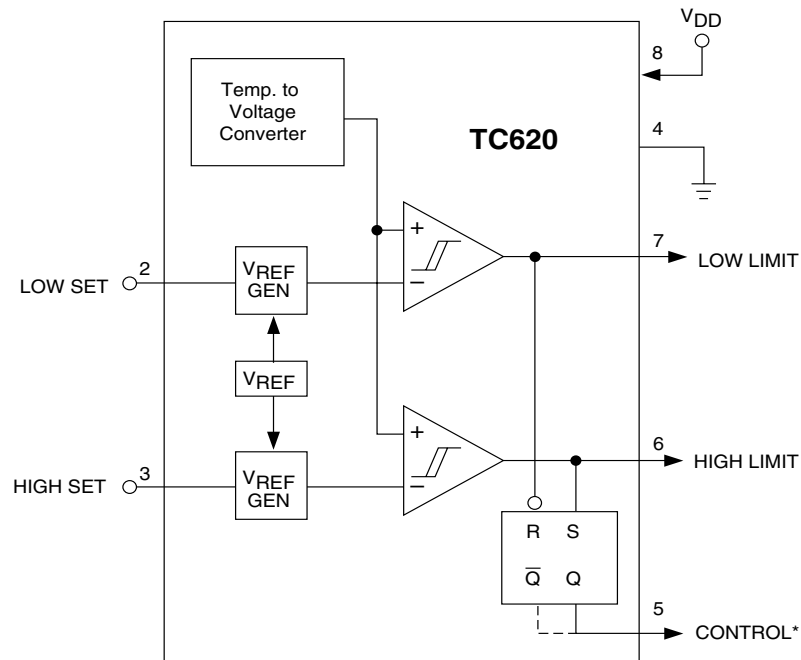 VDD
8
Temp. to
Voltage
Converter
TC620
4
+
7
LOW LIMIT
2
LOW SET
VREF
GEN
−
VREF
+
6
HIGH LIMIT
3
HIGH SET
VREF
GEN
−
R S
Q̅ Q
5
CONTROL*